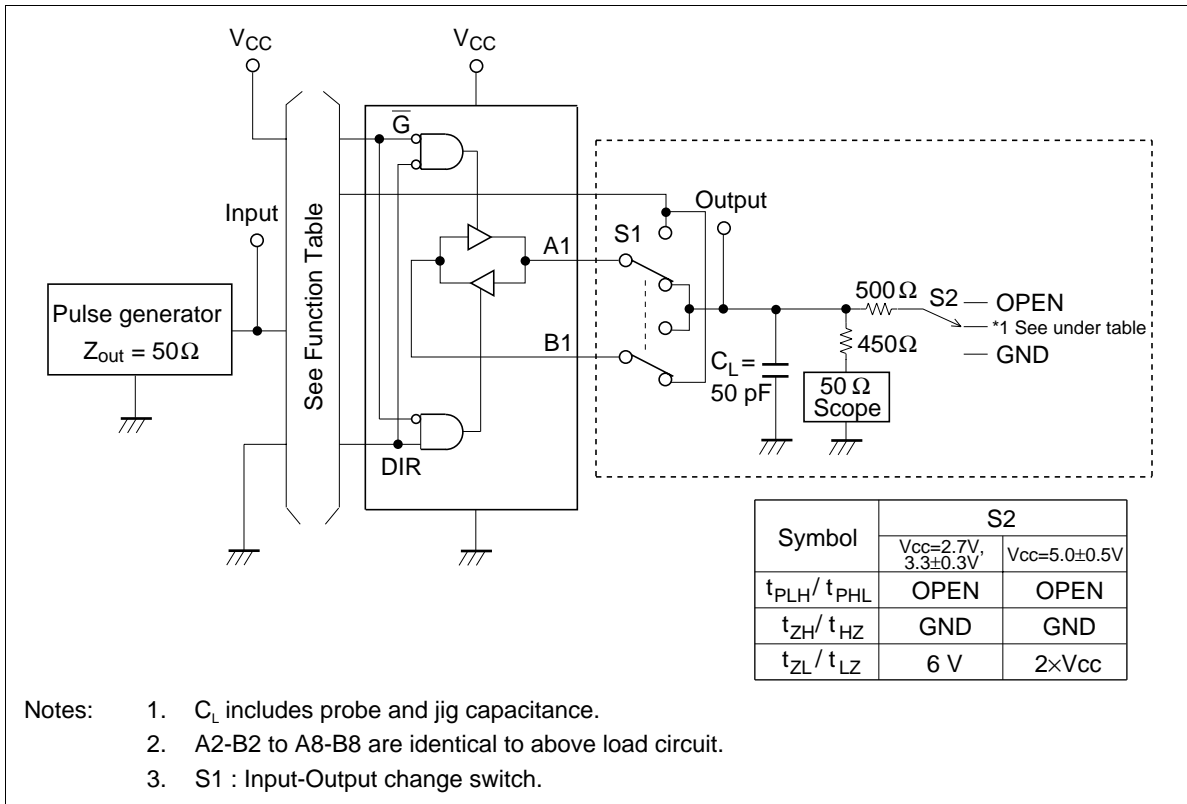 VCC
VCC
G
Input
See Function Table
Output
S1
A1
Pulse generator
Zout = 50Ω
500Ω
S2
OPEN
*1 See under table
GND
450Ω
B1
CL =
50 pF
50 Ω
Scope
DIR
Symbol
S2
Vcc=2.7V,
3.3±0.3V
Vcc=5.0±0.5V
tPLH/ tPHL
OPEN
OPEN
tZH/ tHZ
GND
GND
tZL/ tLZ
6 V
2×Vcc
Notes: 1. CL includes probe and jig capacitance.
2. A2-B2 to A8-B8 are identical to above load circuit.
3. S1 : Input-Output change switch.